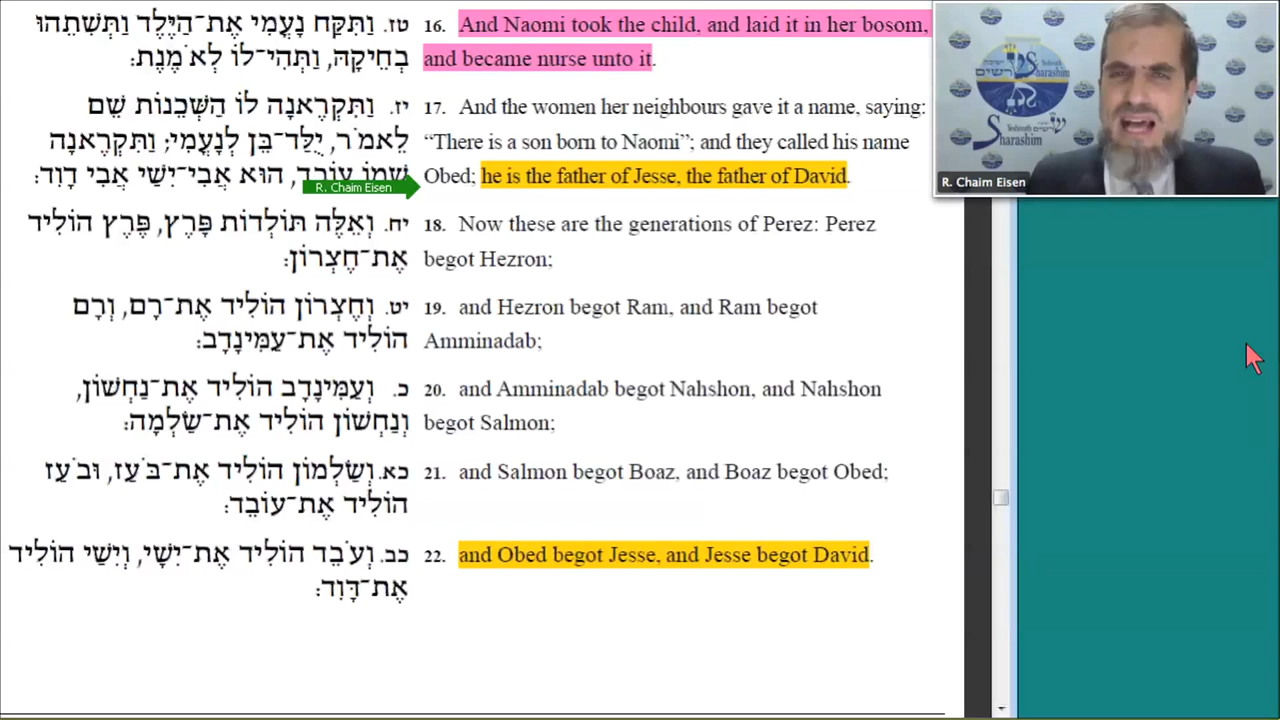 טז. וַתִּקַּח נָעֳמִי אֶת־הַיֶּלֶד וַתְּשִׁתֵהוּ
בְחֵיקָהּ, וַתְּהִי־לוֹ לְאֹמֶנֶת:
16. And Naomi took the child, and laid it in her bosom,
and became nurse unto it.
יז. וַתִּקְרֶאנָה לוֹ הַשְּׁכֵנוֹת שֵׁם
לֵאמֹר, יֻלַּד־בֵּן לְנָעֳמִי; וַתִּקְרֶאנָה
שְׁמוֹ עוֹבֵד, הוּא אֲבִי־יִשַׁי אֲבִי דָוִד:
17. And the women her neighbours gave it a name, saying:
“There is a son born to Naomi”; and they called his name
Obed; he is the father of Jesse, the father of David.
R. Chaim Eisen
יח. וְאֵלֶּה תּוֹלְדוֹת פָּרֶץ, פֶּרֶץ הוֹלִיד
אֶת־חֶצְרוֹן:
18. Now these are the generations of Perez: Perez
begot Hezron;
יט. וְחֶצְרוֹן הוֹלִיד אֶת־רָם, וְרָם
הוֹלִיד אֶת־עַמִּינָדָב:
19. and Hezron begot Ram, and Ram begot
Amminadab;
כ. וְעַמִּינָדָב הוֹלִיד אֶת־נַחְשׁוֹן,
וְנַחְשׁוֹן הוֹלִיד אֶת־שַׂלְמָה:
20. and Amminadab begot Nahshon, and Nahshon
begot Salmon;
כא. וְשַׂלְמוֹן הוֹלִיד אֶת־בֹּעַז, וּבֹעַז
הוֹלִיד אֶת־עוֹבֵד:
21. and Salmon begot Boaz, and Boaz begot Obed;
כב. וְעֹבֵד הוֹלִיד אֶת־יִשָׁי, וְיִשַׁי הוֹלִיד
אֶת־דָּוִד:
22. and Obed begot Jesse, and Jesse begot David.
שרשים
Yeshivath
Sharashim
R. Chaim Eisen